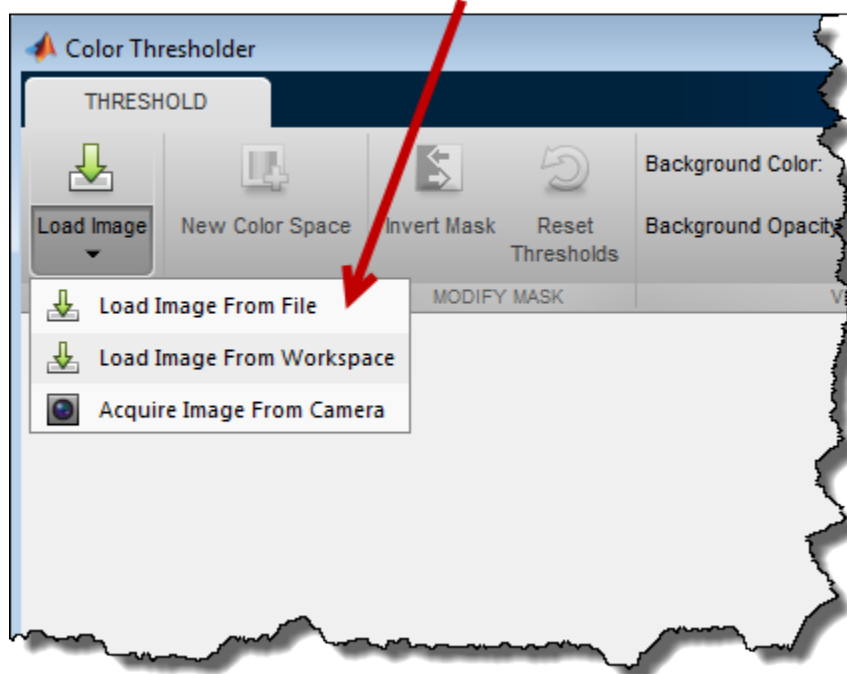 Color Thresholder
THRESHOLD
Load Image
New Color Space
Invert Mask
Reset
Thresholds
Background Color:
Background Opacity
MODIFY MASK
Load Image From File
Load Image From Workspace
Acquire Image From Camera